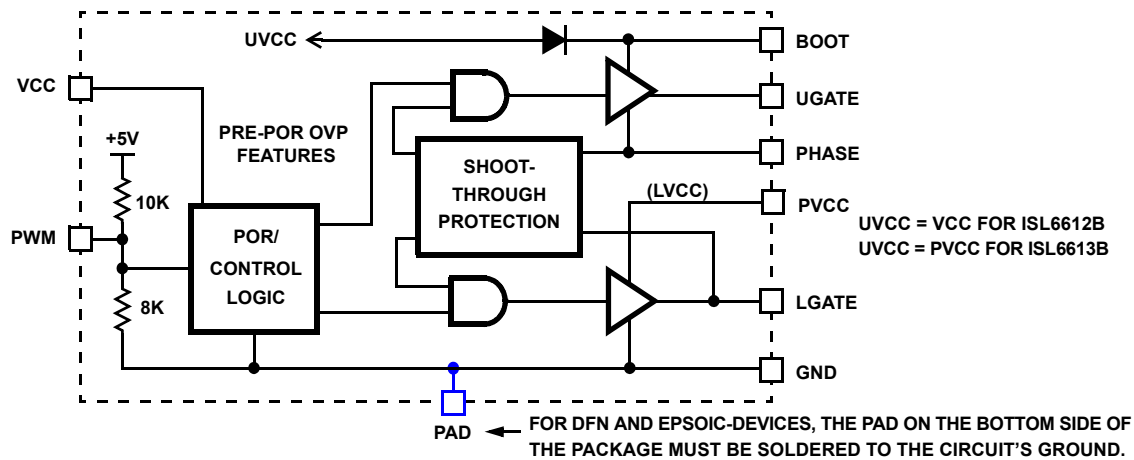 UVCC
BOOT
VCC
UGATE
+5V
PRE-POR OVP
FEATURES
PHASE
SHOOT-
THROUGH
PROTECTION
10K
(LVCC)
PVCC
UVCC = VCC FOR ISL6612B
UVCC = PVCC FOR ISL6613B
PWM
POR/
CONTROL
LOGIC
8K
LGATE
GND
PAD
FOR DFN AND EPSOIC-DEVICES, THE PAD ON THE BOTTOM SIDE OF
THE PACKAGE MUST BE SOLDERED TO THE CIRCUIT'S GROUND.